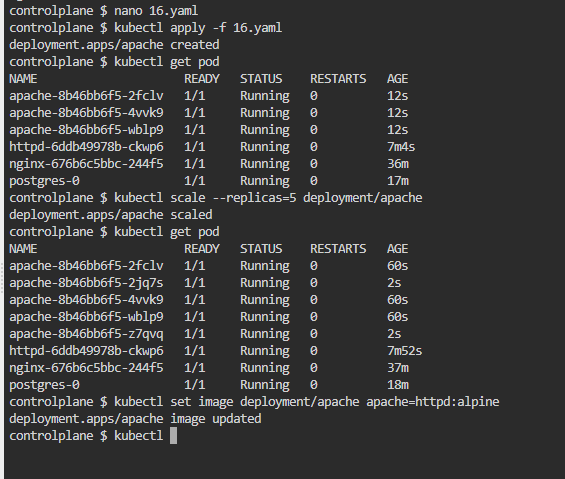 controlplane $ nano 16.yaml
controlplane $ kubectl apply -f 16.yaml
deployment.apps/apache created
controlplane $ kubectl get pod
NAME READY STATUS RESTARTS AGE
apache-8b46bb6f5-2fclv 1/1 Running 0 12s
apache-8b46bb6f5-4vvk9 1/1 Running 0 12s
apache-8b46bb6f5-wblp9 1/1 Running 0 12s
httpd-6ddb49978b-ckwp6 1/1 Running 0 7m4s
nginx-676b6c5bbc-244f5 1/1 Running 0 36m
postgres-0 1/1 Running 0 17m
controlplane $ kubectl scale --replicas=5 deployment/apache
deployment.apps/apache scaled
controlplane $ kubectl get pod
NAME READY STATUS RESTARTS AGE
apache-8b46bb6f5-2fclv 1/1 Running 0 60s
apache-8b46bb6f5-2jq7s 1/1 Running 0 2s
apache-8b46bb6f5-4vvk9 1/1 Running 0 60s
apache-8b46bb6f5-wblp9 1/1 Running 0 60s
apache-8b46bb6f5-z7qvq 1/1 Running 0 2s
httpd-6ddb49978b-ckwp6 1/1 Running 0 7m52s
nginx-676b6c5bbc-244f5 1/1 Running 0 37m
postgres-0 1/1 Running 0 18m
controlplane $ kubectl set image deployment/apache apache=httpd:alpine
deployment.apps/apache image updated
controlplane $ kubectl